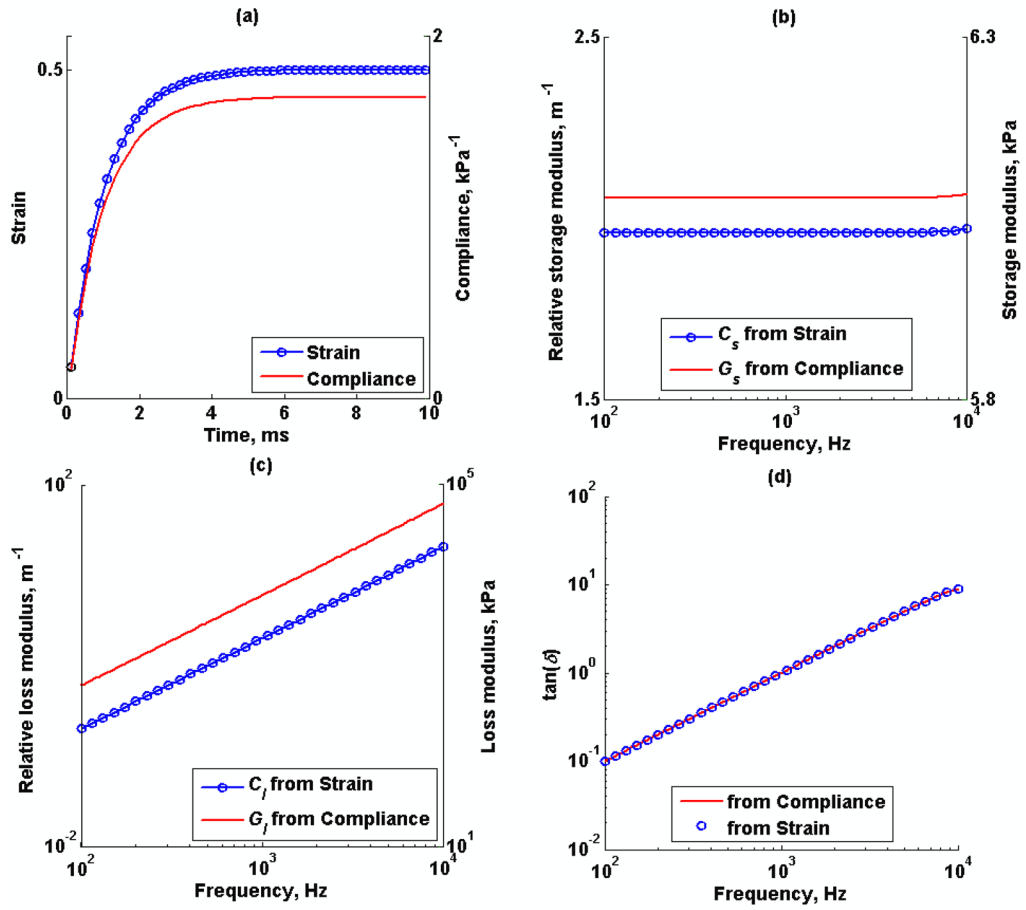 (a)
2
0.5
Strain
Compliance, kPa-1
Strain
Compliance
0
0
0 2 4 6 8 10
Time, ms
(b)
2.5
6.3
Relative storage modulus, m-1
Storage modulus, kPa
Cs from Strain
Gs from Compliance
1.5
5.8
10^2 10^3 10^4
Frequency, Hz
(c)
10^2
10^5
Relative loss modulus, m-1
Loss modulus, kPa
Cl from Strain
Gl from Compliance
10^-2
10^1
10^2 10^3 10^4
Frequency, Hz
(d)
10^2
10^1
10^0
10^-1
10^-2
tan(δ)
from Compliance
from Strain
10^2 10^3 10^4
Frequency, Hz